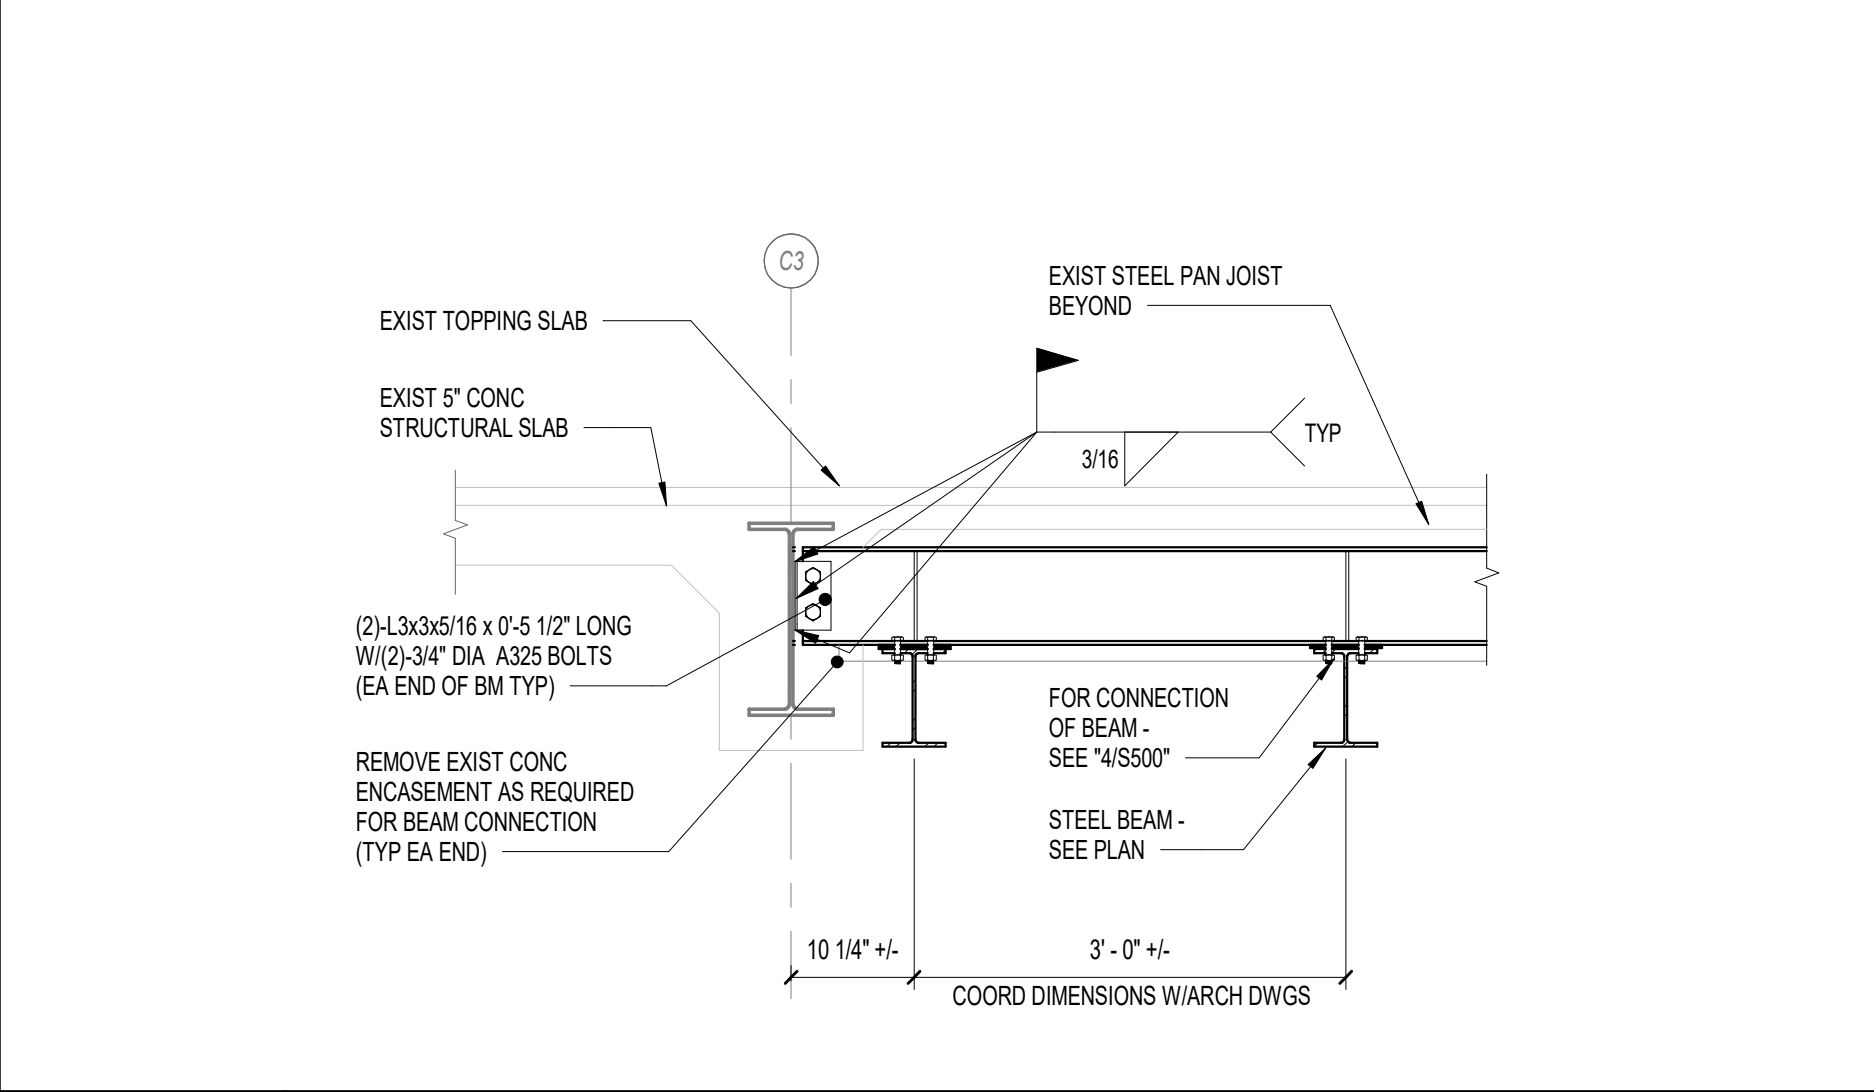 C3
EXIST STEEL PAN JOIST
BEYOND
EXIST TOPPING SLAB
EXIST 5" CONC
STRUCTURAL SLAB
TYP
3/16
(2)-L3x3x5/16 x 0'-5 1/2" LONG
W/(2)-3/4" DIA  A325 BOLTS
(EA END OF BM TYP)
FOR CONNECTION
OF BEAM -
SEE "4/S500"
REMOVE EXIST CONC
ENCASEMENT AS REQUIRED
FOR BEAM CONNECTION
(TYP EA END)
STEEL BEAM -
SEE PLAN
10 1/4" +/-
3' - 0" +/-
COORD DIMENSIONS W/ARCH DWGS